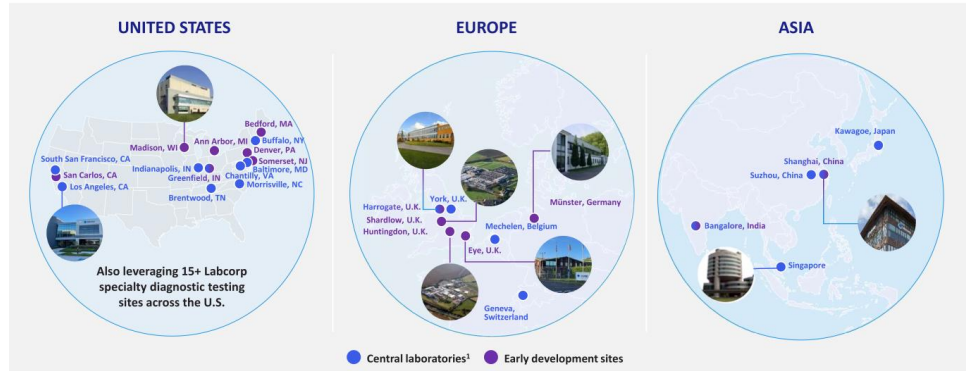 UNITED STATES
Bedford, MA
Buffalo, NY
Ann Arbor, MI
Madison, WI
Denver, PA
Somerset, NJ
South San Francisco, CA
San Carlos, CA
Los Angeles, CA
Indianapolis, IN
Greenfield, IN
Baltimore, MD
Chantilly, VA
Morrisville, NC
Brentwood, TN
Also leveraging 15+ Labcorp
specialty diagnostic testing
sites across the U.S.
EUROPE
York, U.K.
Harrogate, U.K.
Shardlow, U.K.
Huntingdon, U.K.
Eye, U.K.
Münster, Germany
Mechelen, Belgium
Geneva,
Switzerland
ASIA
Kawagoe, Japan
Shanghai, China
Suzhou, China
Bangalore, India
Singapore
Central laboratories¹
Early development sites